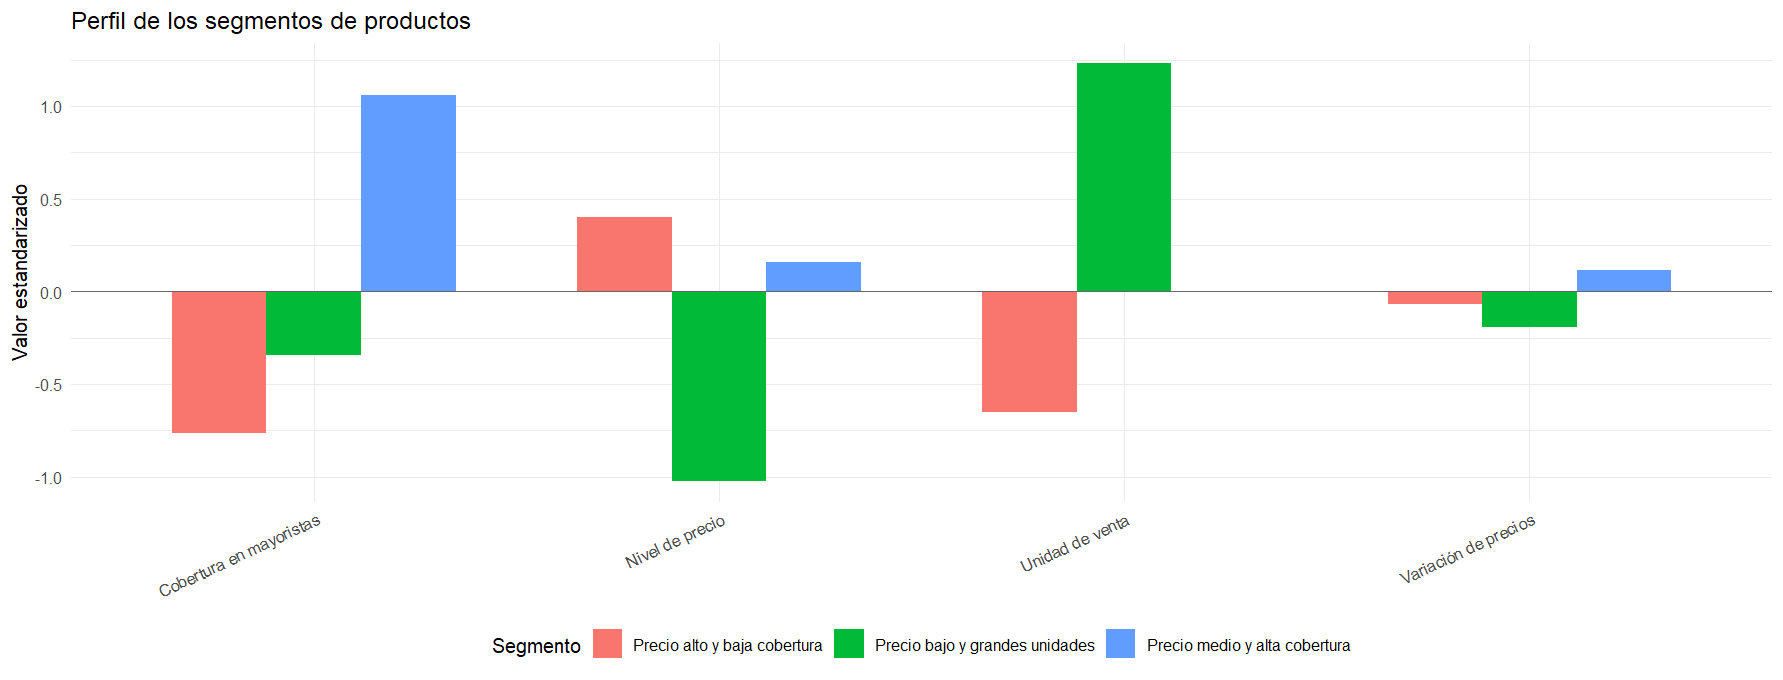 Perfil de los segmentos de productos
Valor estandarizado
1.0
0.5
0.0
-0.5
-1.0
Cobertura en mayoristas
Nivel de precio
Unidad de venta
Variación de precios
Segmento
Precio alto y baja cobertura
Precio bajo y grandes unidades
Precio medio y alta cobertura